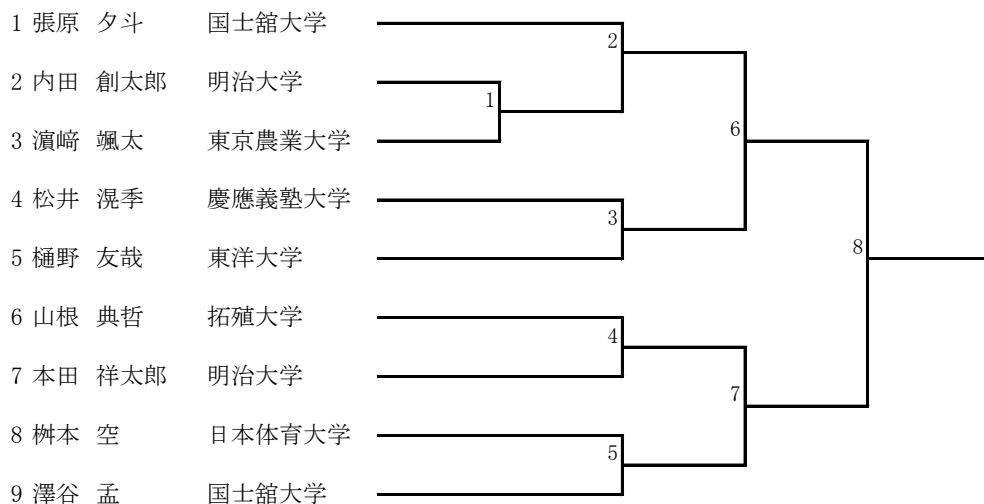 1 張原 夕斗 国士舘大学
2
2 内田 創太郎 明治大学
1
3 濵﨑 颯太 東京農業大学
6
4 松井 滉季 慶應義塾大学
3
5 樋野 友哉 東洋大学
8
6 山根 典哲 拓殖大学
4
7 本田 祥太郎 明治大学
7
8 桝本 空 日本体育大学
5
9 澤谷 孟 国士舘大学